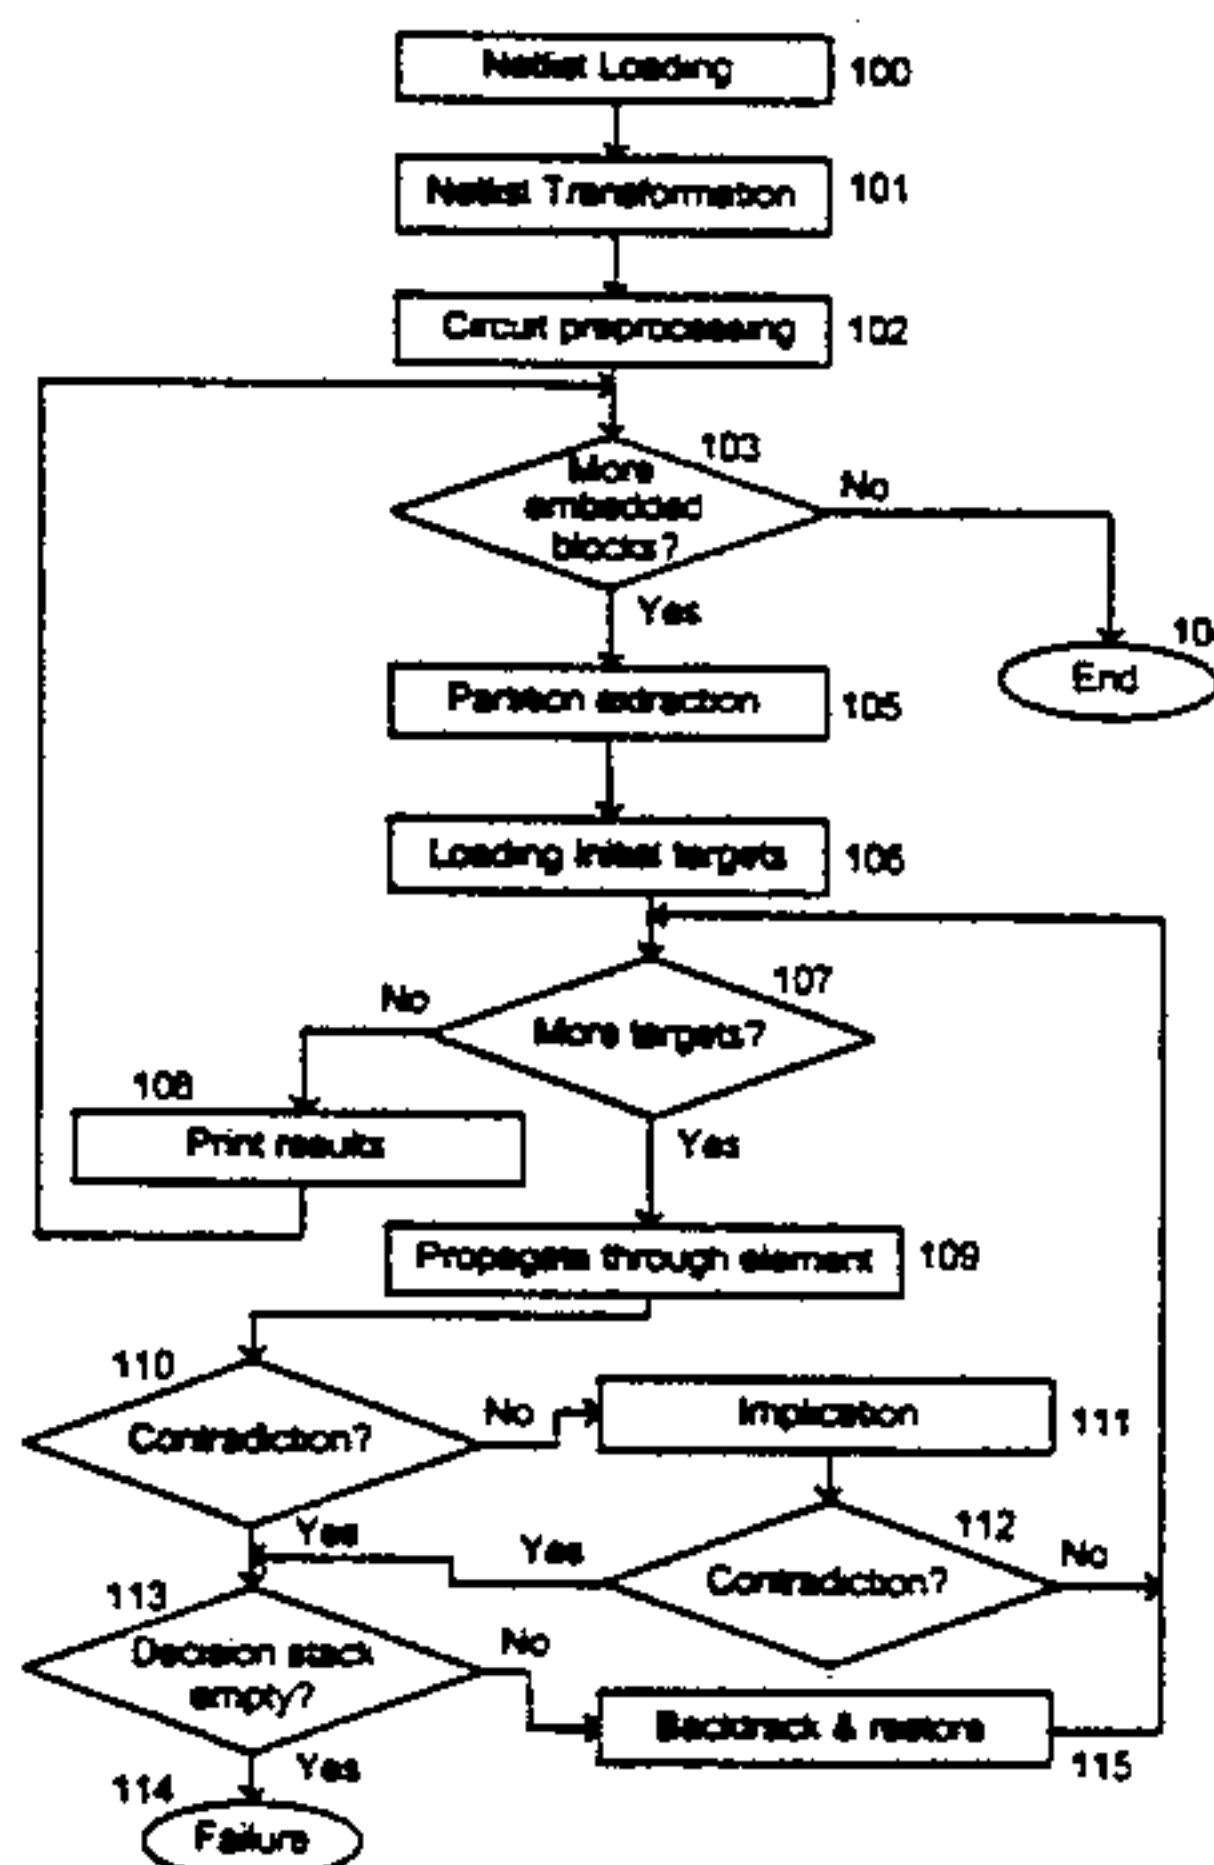 Netlist Loading 100
Netlist Transformation 101
Circuit preprocessing 102
103
More
embedded
blocks?
No
Yes
10
End
Partition extraction 105
Loading initial targets 106
107
No
More targets?
108
Print results
Yes
Propagate through element 109
110
Contradiction?
No
Implication 111
Yes
112
Yes
Contradiction?
No
113
Decision stack
empty?
No
Backtrack & restore
115
Yes
114
Failure